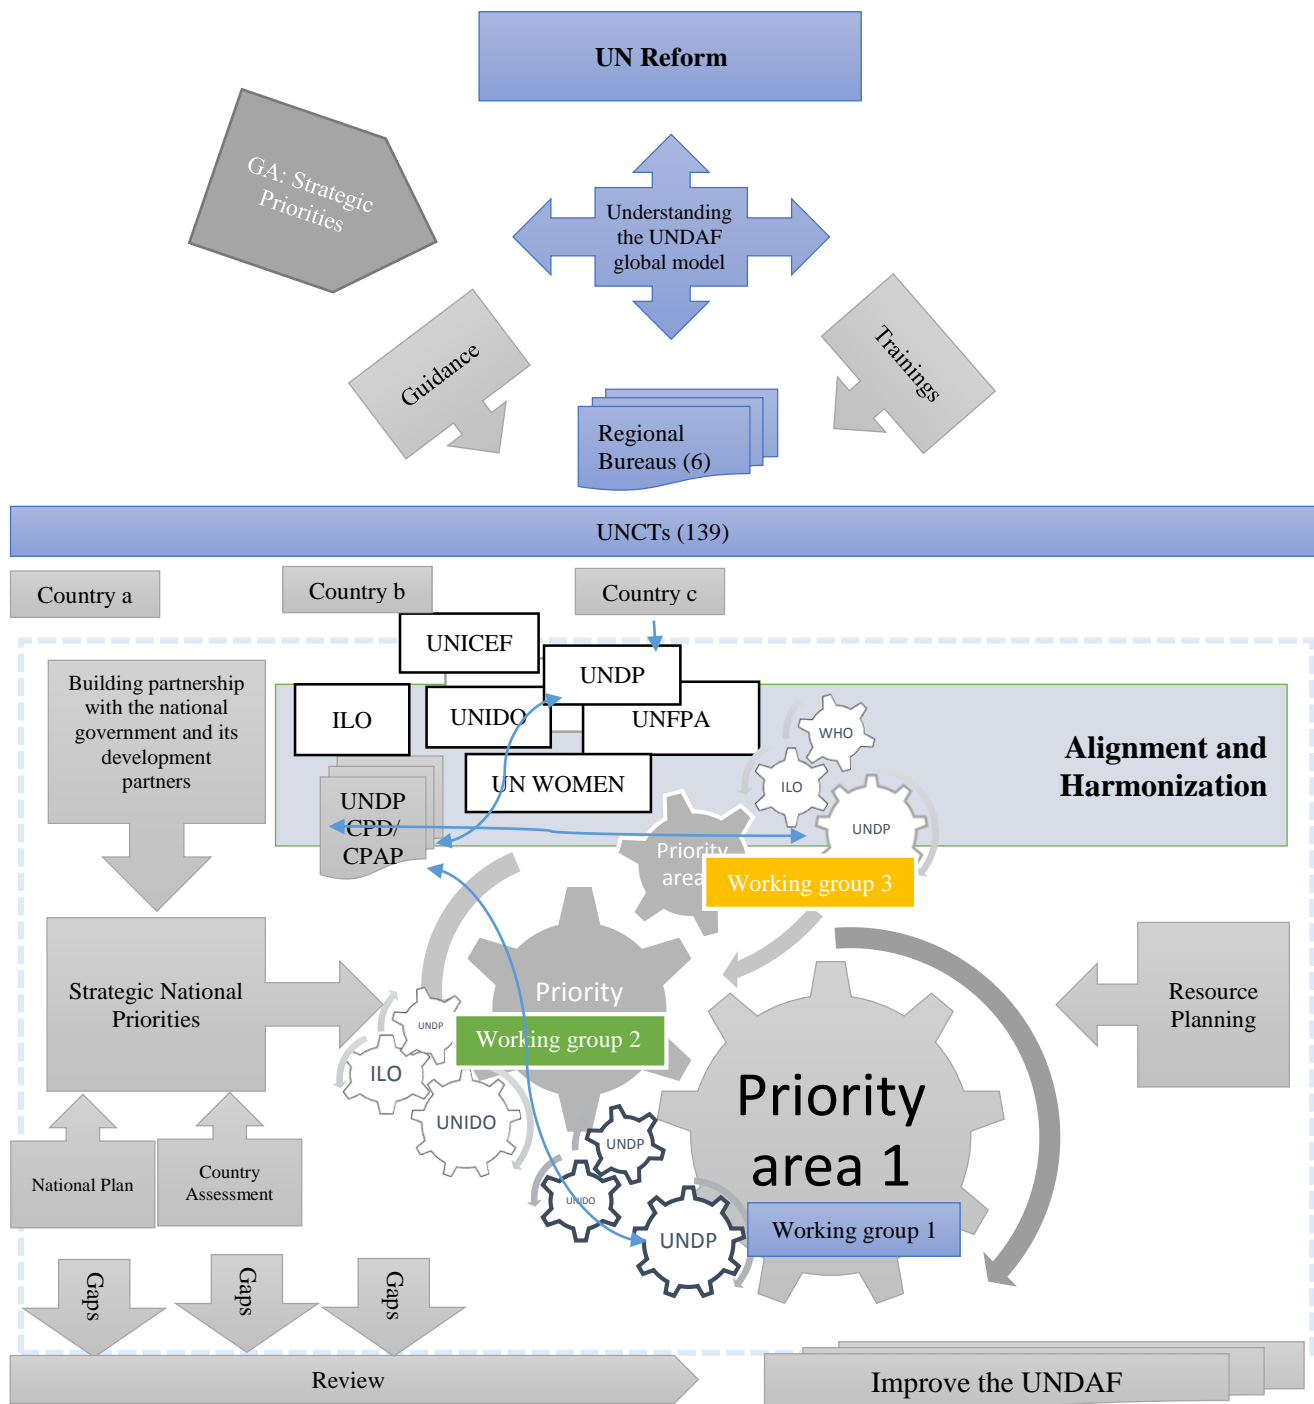 UN Reform
GA: Strategic
Priorities
Understanding
the UNDAF
global model
Guidance
Trainings
Regional
Bureaus (6)
UNCTs (139)
Country a
Country b
Country c
UNICEF
UNDP
Building partnership
with the national
government and its
development
partners
ILO
UNIDO
UNFPA
WHO
Alignment and
Harmonization
UN WOMEN
ILO
UNDP
CPD/
CPAP
UNDP
Priority
area
Working group 3
Strategic National
Priorities
Priority
UNDP
Working group 2
Resource
Planning
ILO
UNIDO
Priority
area 1
UNDP
National Plan
Country
Assessment
UNIDO
UNDP
Working group 1
Gaps
Gaps
Gaps
Review
Improve the UNDAF